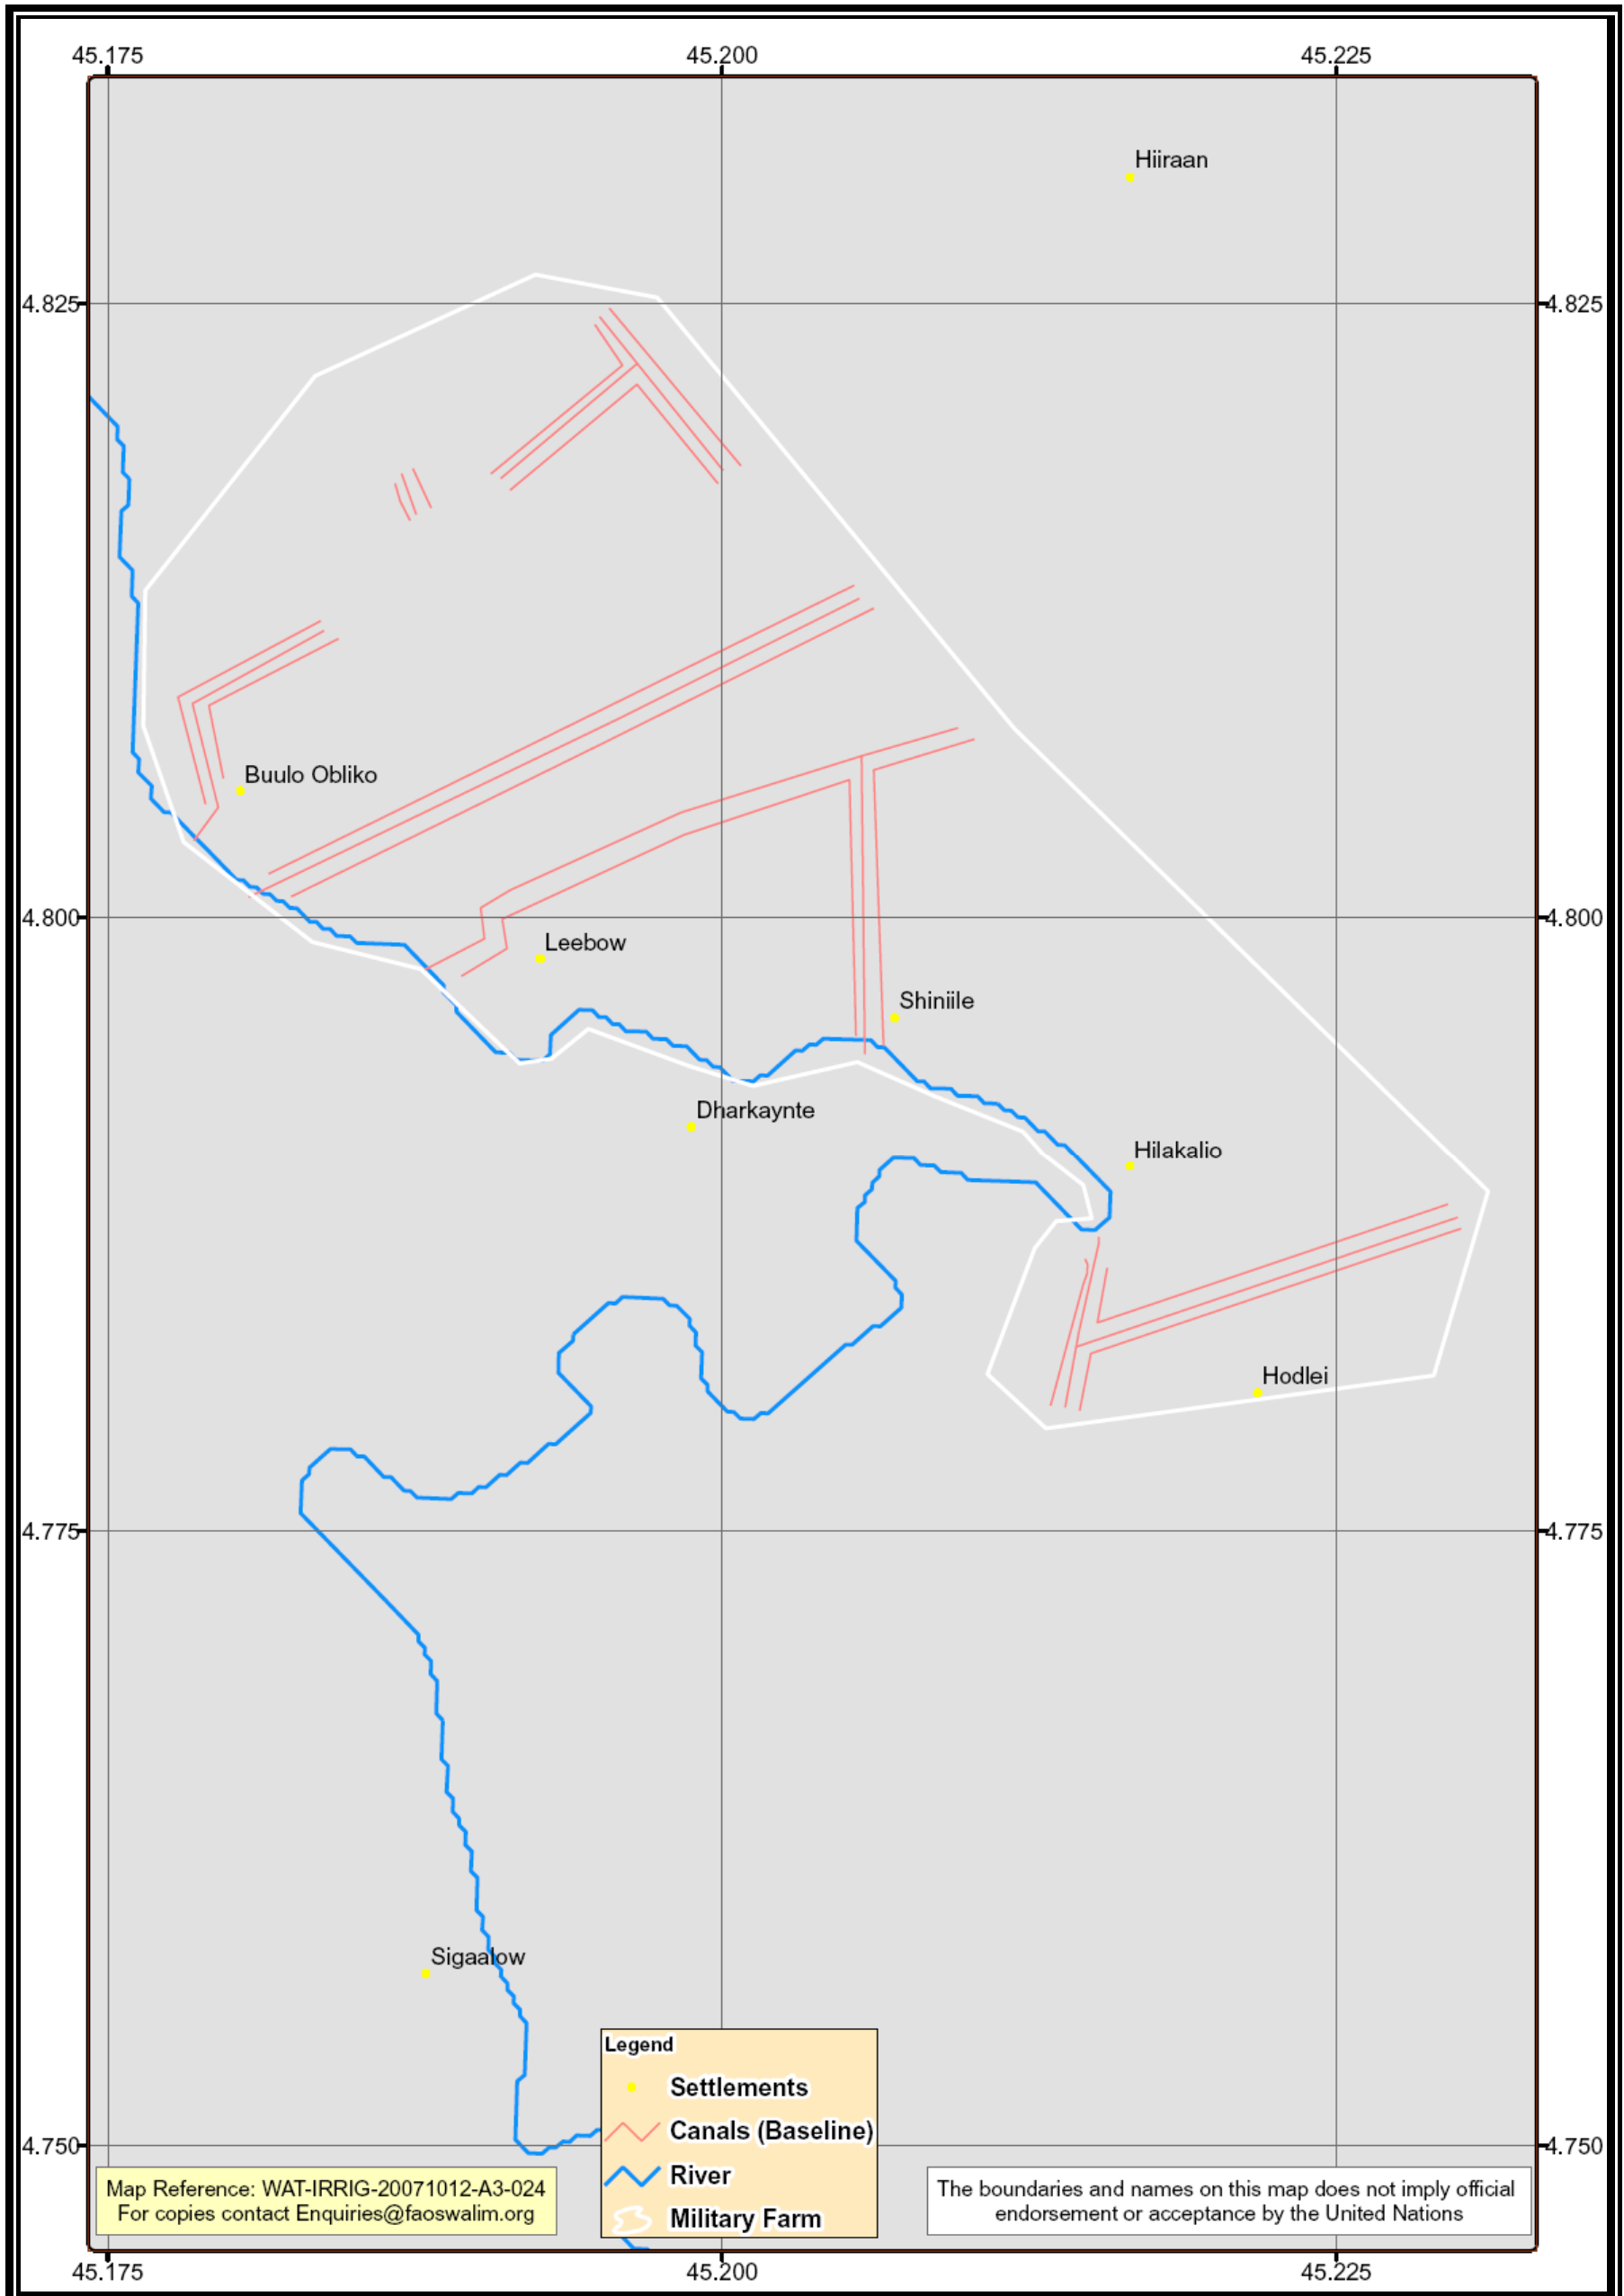 45.175 45.200 45.225
Hiiraan
4.825 4.825
Buulo Obliko
4.800 4.800
Leebow
Shiniile
Dharkaynte
Hilakalio
Hodlei
4.775 4.775
Sigaalow
Legend
Settlements
Canals (Baseline)
River
Military Farm
4.750 4.750
Map Reference: WAT-IRRIG-20071012-A3-024
For copies contact Enquiries@faoswalim.org
The boundaries and names on this map does not imply official
endorsement or acceptance by the United Nations
45.175 45.200 45.225